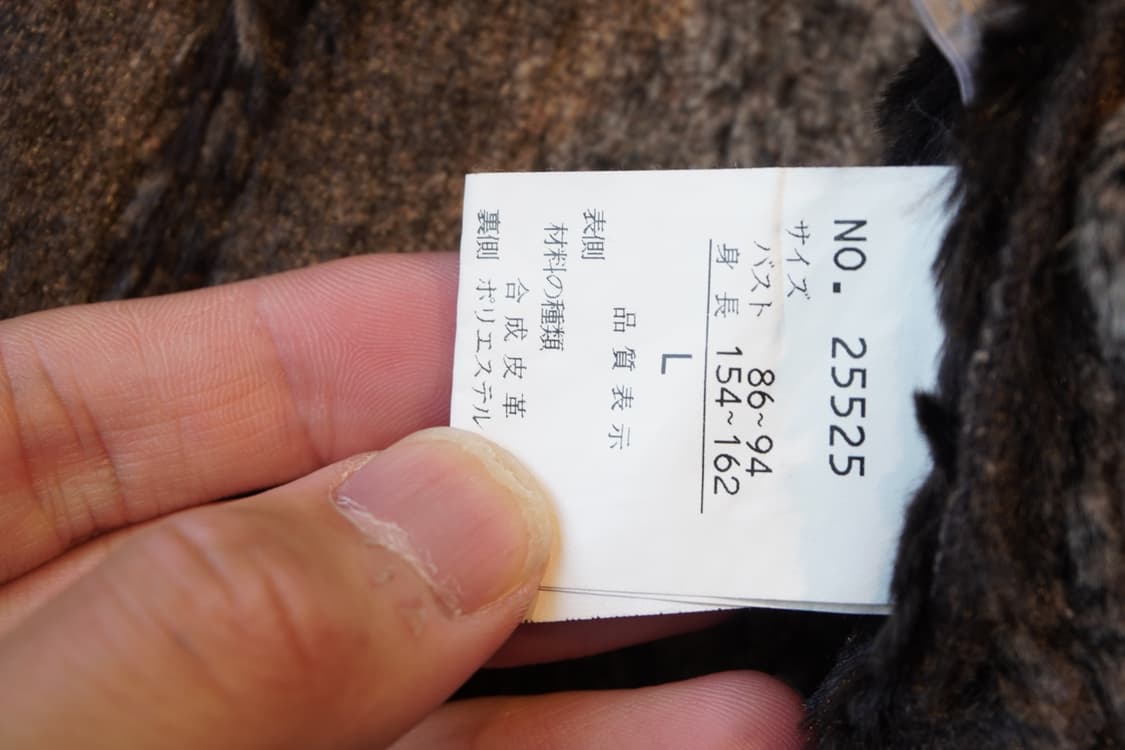 NO. 25525
サイズ
バスト 86~94
身長 154~162
L
品質表示
表側
材料の種類
合成皮革
裏側 ポリエステル